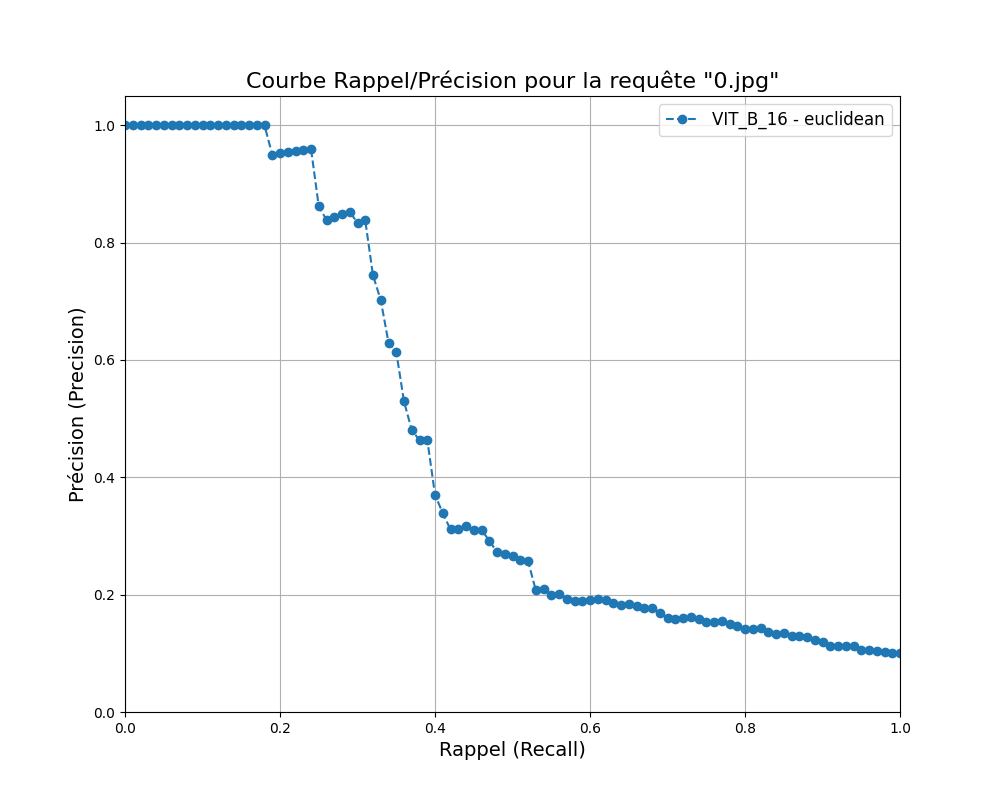 Courbe Rappel/Précision pour la requête "0.jpg"
VIT_B_16 - euclidean
Précision (Precision)
1.0
0.8
0.6
0.4
0.2
0.0
0.0 0.2 0.4 0.6 0.8 1.0
Rappel (Recall)